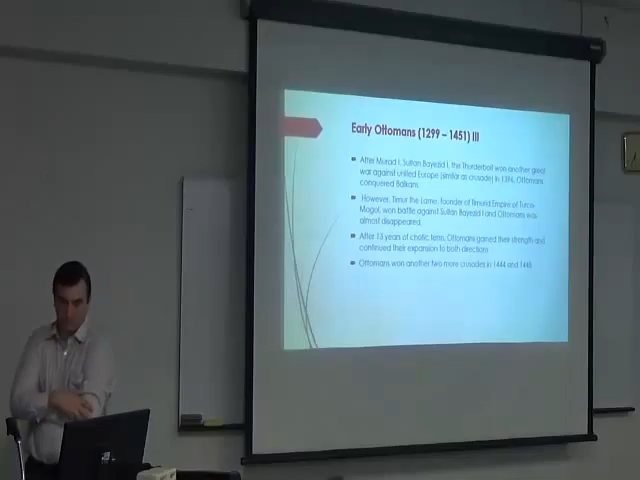 Early Ottomans (1299 – 1451) III
After Murad I, Sultan Bayezid I, the Thunderbolt won another great
war against united Europe (similar as crusade) in 1396, Ottomans
conquered Balkans.
However, Timur the Lame, founder of Timurid Empire of Turco-
Mogol, won battle against Sultan Bayezid I and Ottomans was
almost disappeared.
After 13 years of chotic term, Ottomans gained their strength and
continued their expansion to both directions
Ottomans won another two more crusades in 1444 and 1448